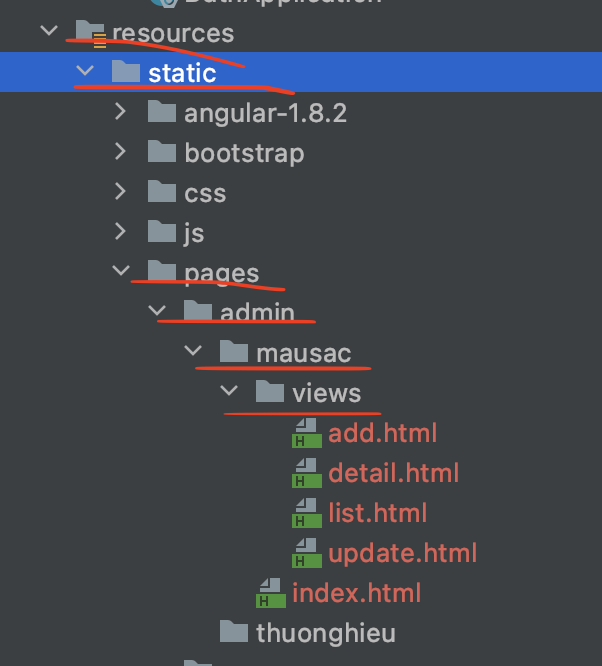 resources
static
angular-1.8.2
bootstrap
css
js
pages
admin
mausac
views
add.html
detail.html
list.html
update.html
index.html
thuonghieu